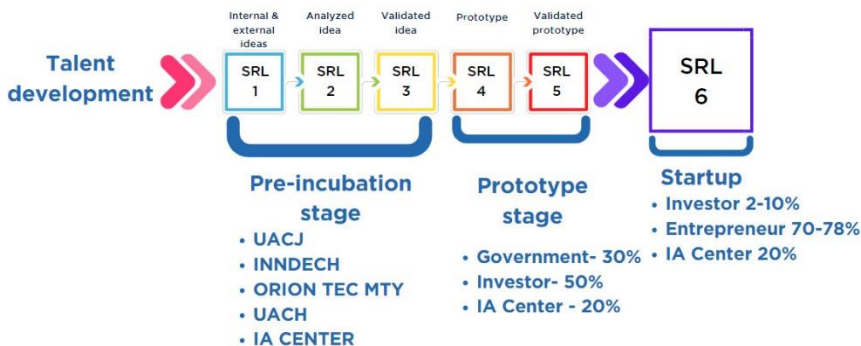 Internal &
external
ideas
Analyzed
idea
Validated
idea
Prototype
Validated
prototype
Talent
development
SRL
1
SRL
2
SRL
3
SRL
4
SRL
5
SRL
6
Pre-incubation
stage
• UACJ
• INNDECH
• ORION TEC MTY
• UACH
• IA CENTER
Prototype
stage
• Government- 30%
• Investor- 50%
• IA Center - 20%
Startup
• Investor 2-10%
• Entrepreneur 70-78%
• IA Center 20%